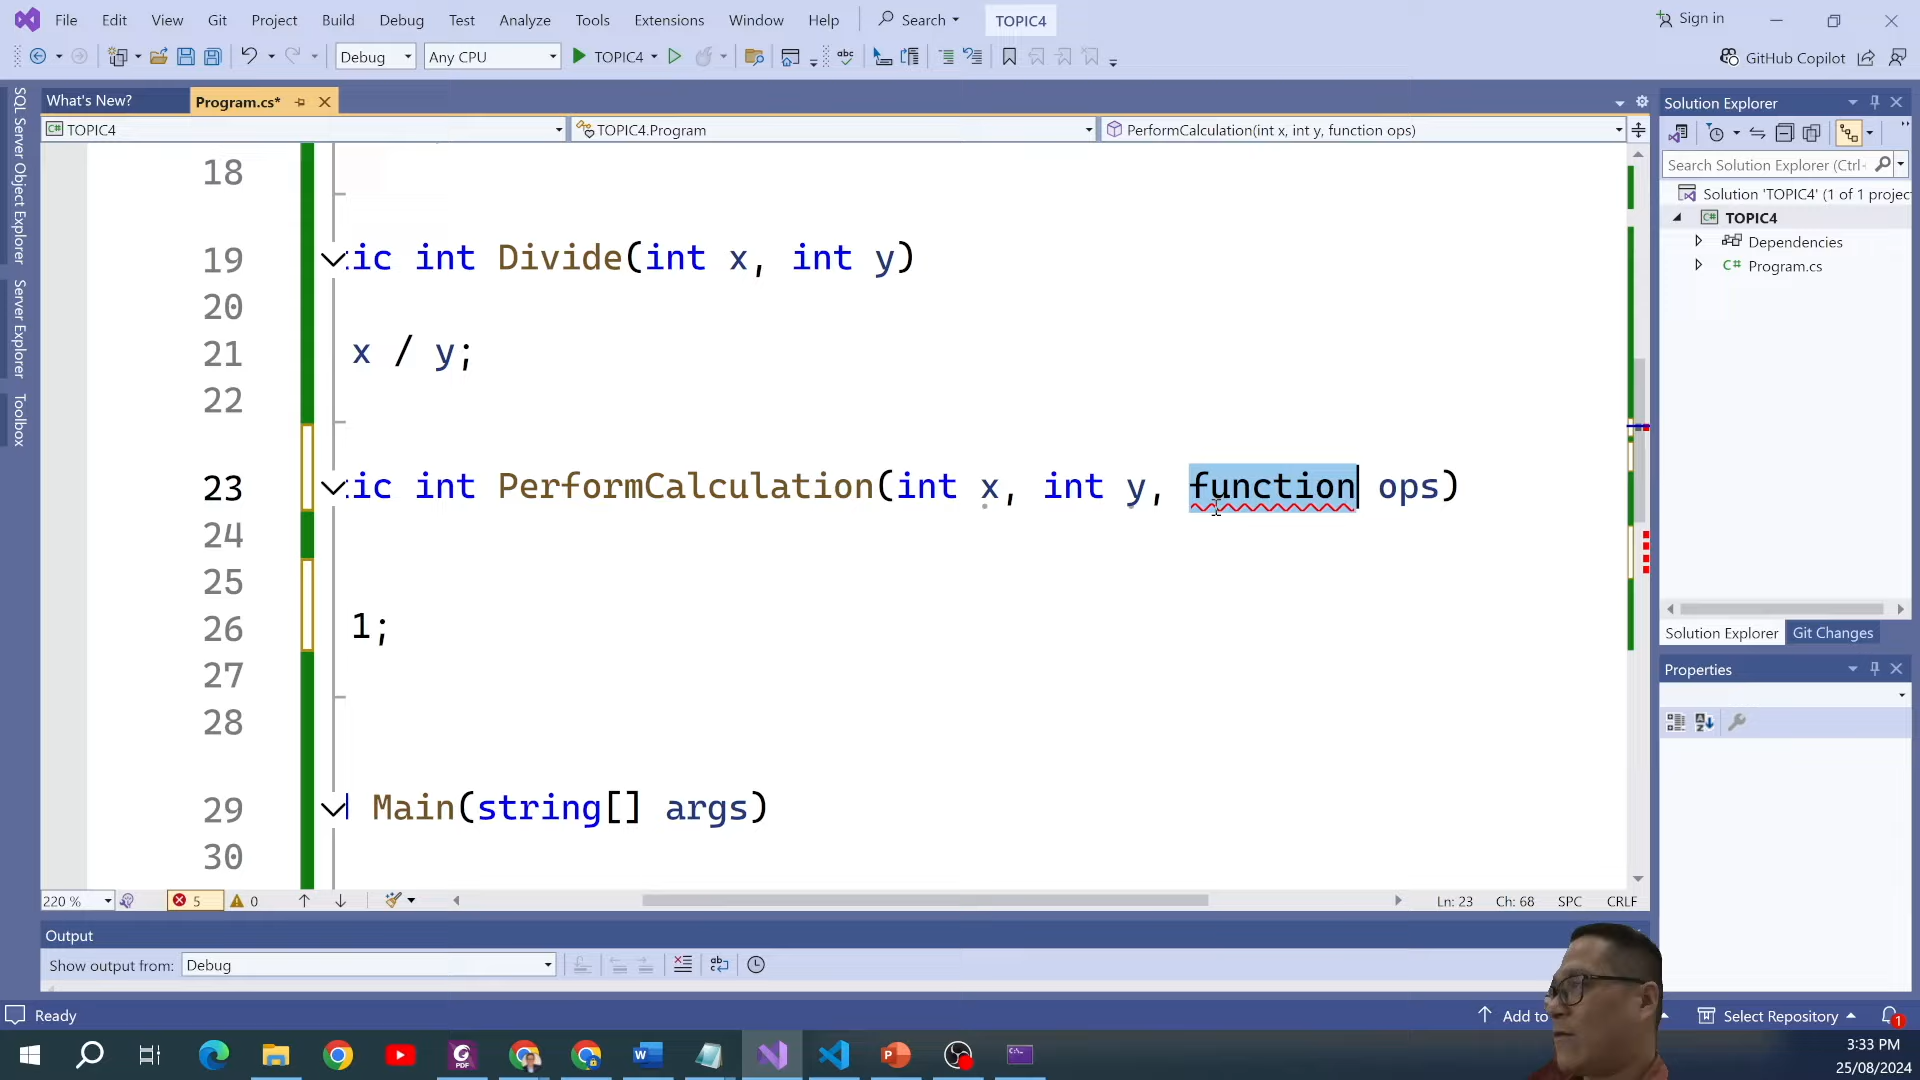 File Edit View Git Project Build Debug Test Analyze Tools Extensions Window Help Search TOPIC4 Sign in
Debug Any CPU TOPIC4 GitHub Copilot
What's New? Program.cs*
TOPIC4 TOPIC4.Program PerformCalculation(int x, int y, function ops)
SQL Server Object Explorer
Server Explorer
Toolbox
18
19 ic int Divide(int x, int y)
20
21 x / y;
22
23 ic int PerformCalculation(int x, int y, function ops)
24
25
26 1;
27
28
29 Main(string[] args)
30
220 % 5 0 Ln: 23 Ch: 68 SPC CRLF
Output
Show output from: Debug
Solution Explorer
Search Solution Explorer (Ctrl-
Solution 'TOPIC4' (1 of 1 projec
TOPIC4
Dependencies
C# Program.cs
Solution Explorer Git Changes
Properties
Ready Add to Select Repository 1
3:33 PM
25/08/2024